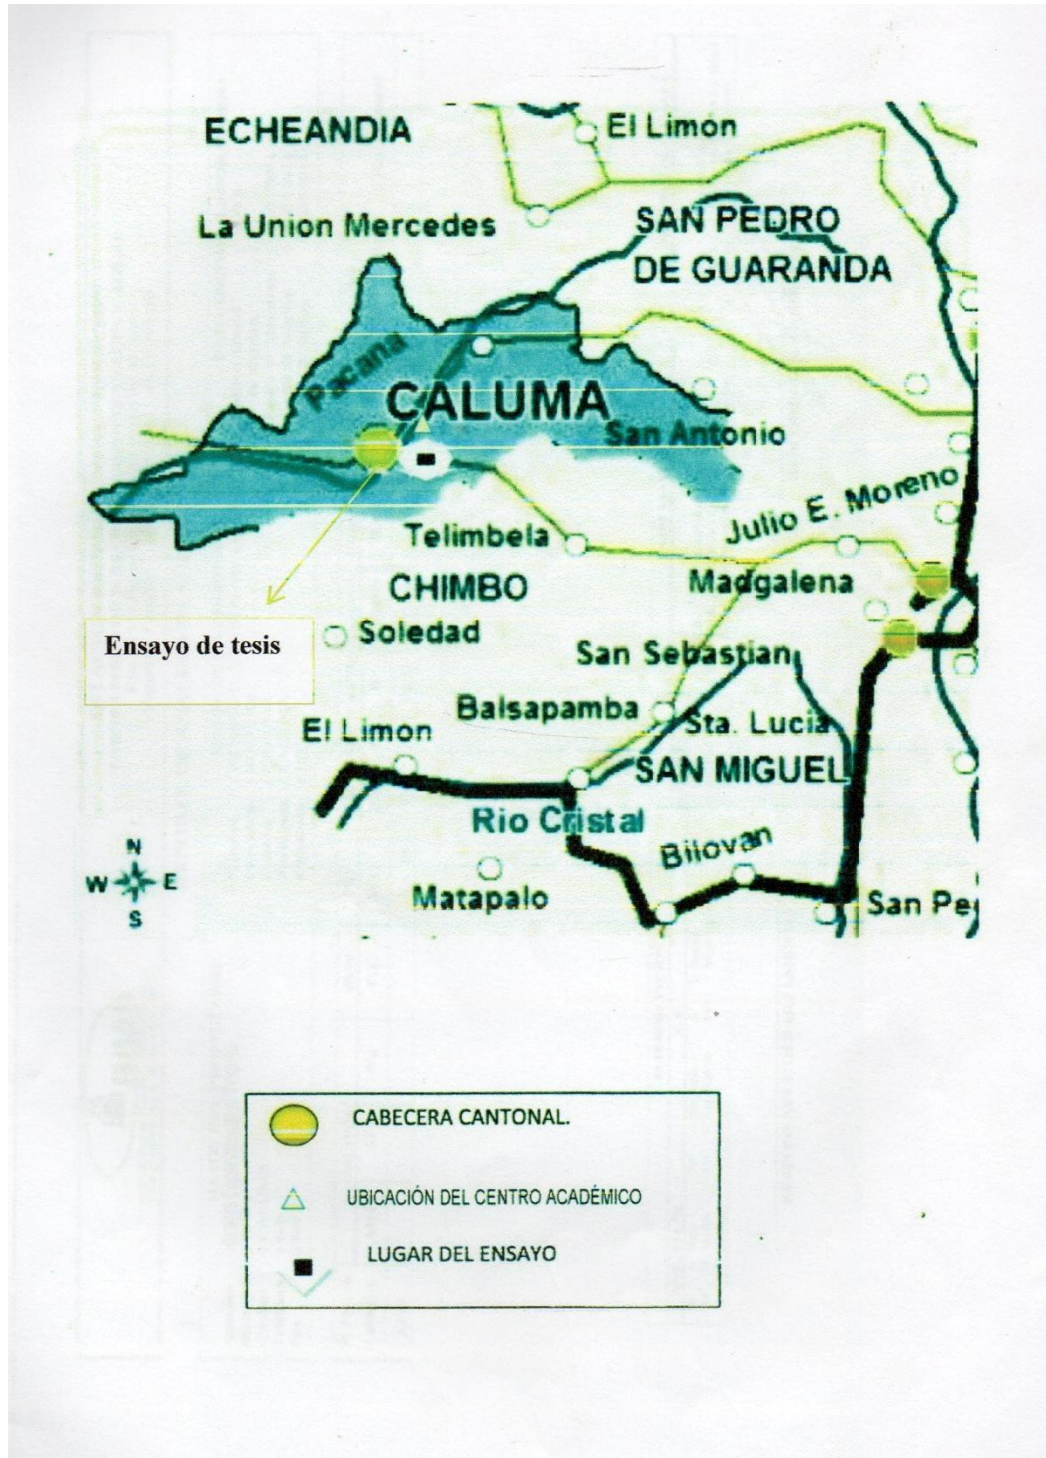 ECHEANDIA
El Limon
La Union Mercedes
SAN PEDRO
DE GUARANDA
Pacana
CALUMA
San Antonio
Julio E. Moreno
Telimbela
Madgalena
CHIMBO
Soledad
Ensayo de tesis
San Sebastian
Balsapamba
Sta. Lucia
El Limon
SAN MIGUEL
Rio Cristal
Bilovan
N
W E
S
Matapalo
San Pe
CABECERA CANTONAL.
UBICACIÓN DEL CENTRO ACADÉMICO
LUGAR DEL ENSAYO